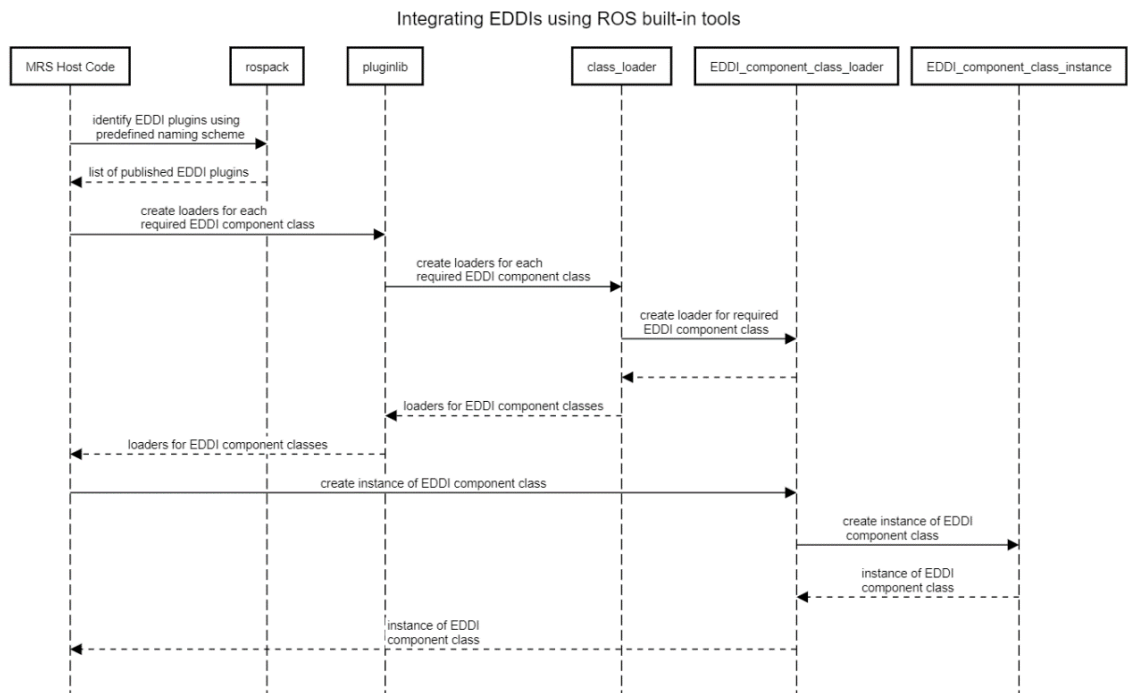 Integrating EDDIs using ROS built-in tools
MRS Host Code
rospack
pluginlib
class_loader
EDDI_component_class_loader
EDDI_component_class_instance
identify EDDI plugins using
predefined naming scheme
list of published EDDI plugins
create loaders for each
required EDDI component class
create loaders for each
required EDDI component class
create loader for required
EDDI component class
loaders for EDDI component classes
loaders for EDDI component classes
create instance of EDDI component class
create instance of EDDI
component class
instance of EDDI
component class
instance of EDDI
component class